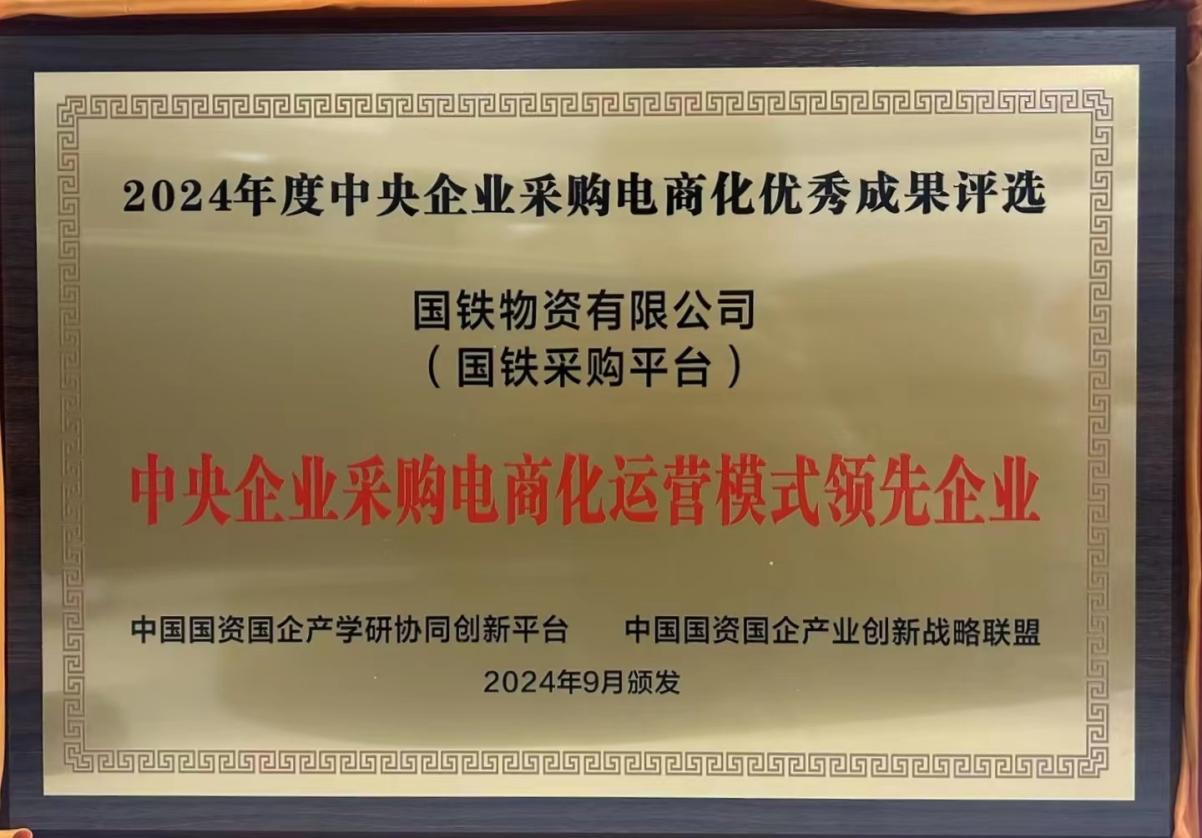 2024年度中央企业采购电商化优秀成果评选
国铁物资有限公司
（国铁采购平台）
中央企业采购电商化运营模式领先企业
中国国资国企产学研协同创新平台 中国国资国企产业创新战略联盟
2024年9月颁发